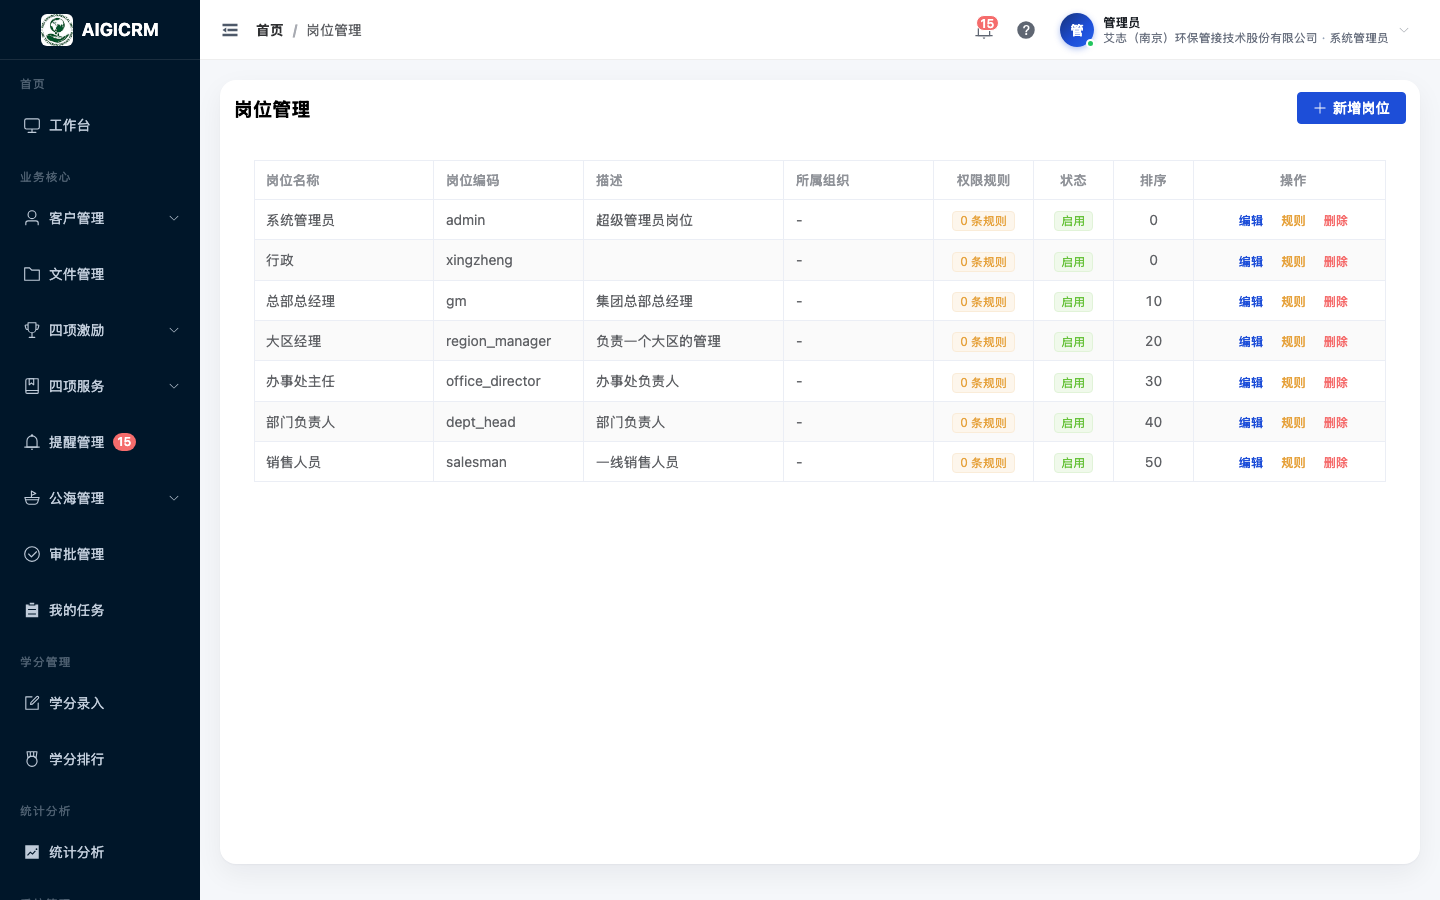 AIGICRM
首页
工作台
业务核心
客户管理
文件管理
四项激励
四项服务
提醒管理 15
公海管理
审批管理
我的任务
学分管理
学分录入
学分排行
统计分析
统计分析
首页 / 岗位管理
15
管
管理员
艾志（南京）环保管接技术股份有限公司 · 系统管理员
岗位管理
新增岗位
岗位名称 岗位编码 描述 所属组织 权限规则 状态 排序 操作
系统管理员 admin 超级管理员岗位 - 0 条规则 启用 0 编辑 规则 删除
行政 xingzheng - 0 条规则 启用 0 编辑 规则 删除
总部总经理 gm 集团总部总经理 - 0 条规则 启用 10 编辑 规则 删除
大区经理 region_manager 负责一个大区的管理 - 0 条规则 启用 20 编辑 规则 删除
办事处主任 office_director 办事处负责人 - 0 条规则 启用 30 编辑 规则 删除
部门负责人 dept_head 部门负责人 - 0 条规则 启用 40 编辑 规则 删除
销售人员 salesman 一线销售人员 - 0 条规则 启用 50 编辑 规则 删除